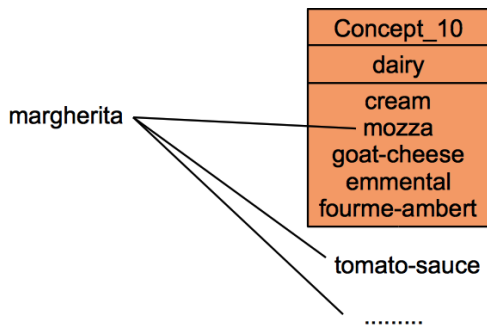 Concept_10
dairy
cream
margherita
mozza
goat-cheese
emmental
fourme-ambert
tomato-sauce
.........